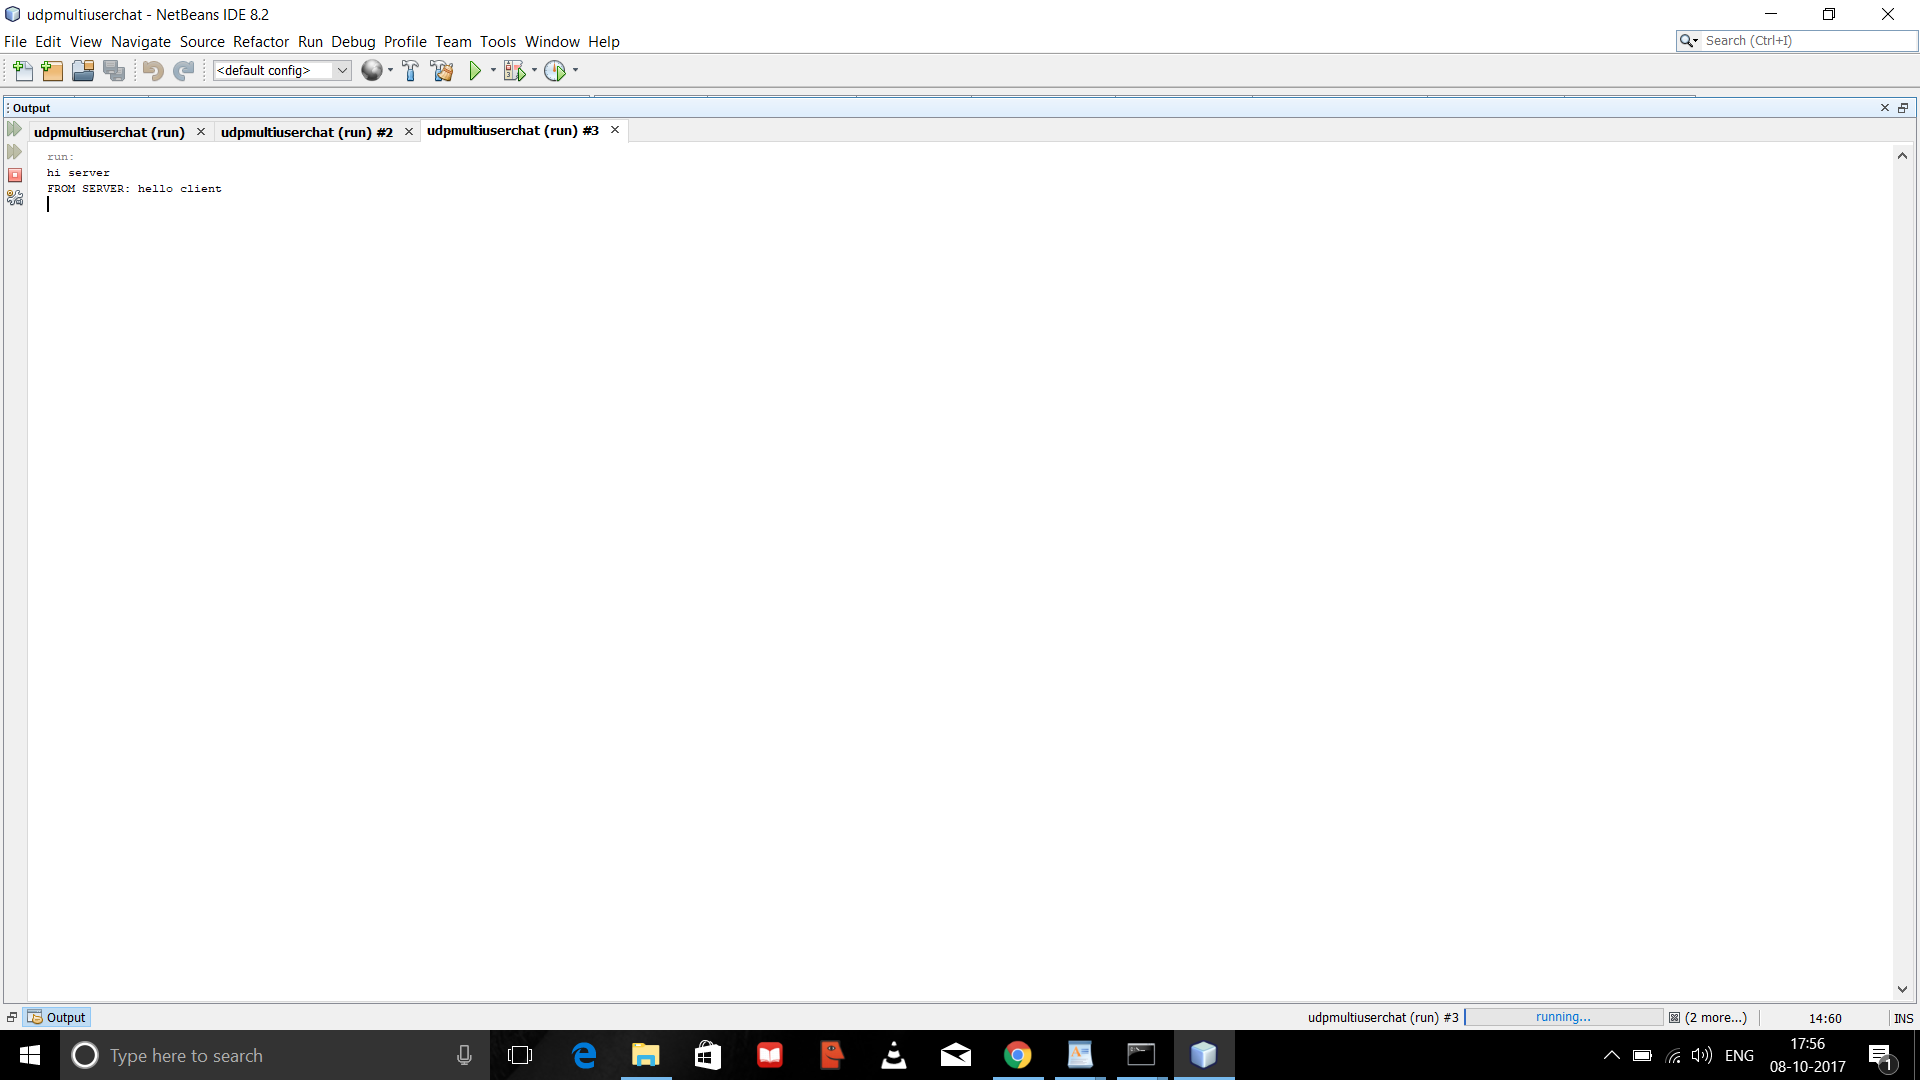 udpmultiuserchat - NetBeans IDE 8.2
File Edit View Navigate Source Refactor Run Debug Profile Team Tools Window Help
Search (Ctrl+I)
<default config>
Output
udpmultiuserchat (run)
udpmultiuserchat (run) #2
udpmultiuserchat (run) #3
run:
hi server
FROM SERVER: hello client
Output
udpmultiuserchat (run) #3
running...
(2 more...)
14:60
INS
Type here to search
ENG
17:56
08-10-2017
1